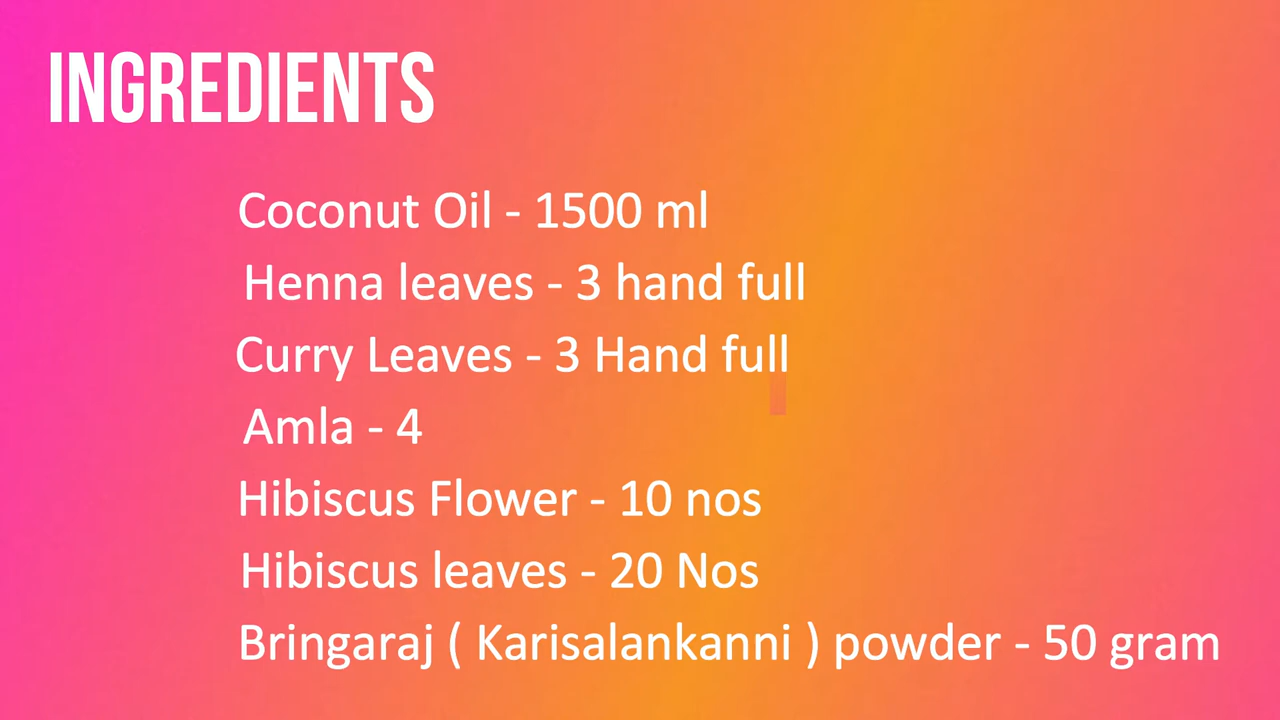 INGREDIENTS
Coconut Oil - 1500 ml
Henna leaves - 3 hand full
Curry Leaves - 3 Hand full
Amla - 4
Hibiscus Flower - 10 nos
Hibiscus leaves - 20 Nos
Bringaraj ( Karisalankanni ) powder - 50 gram